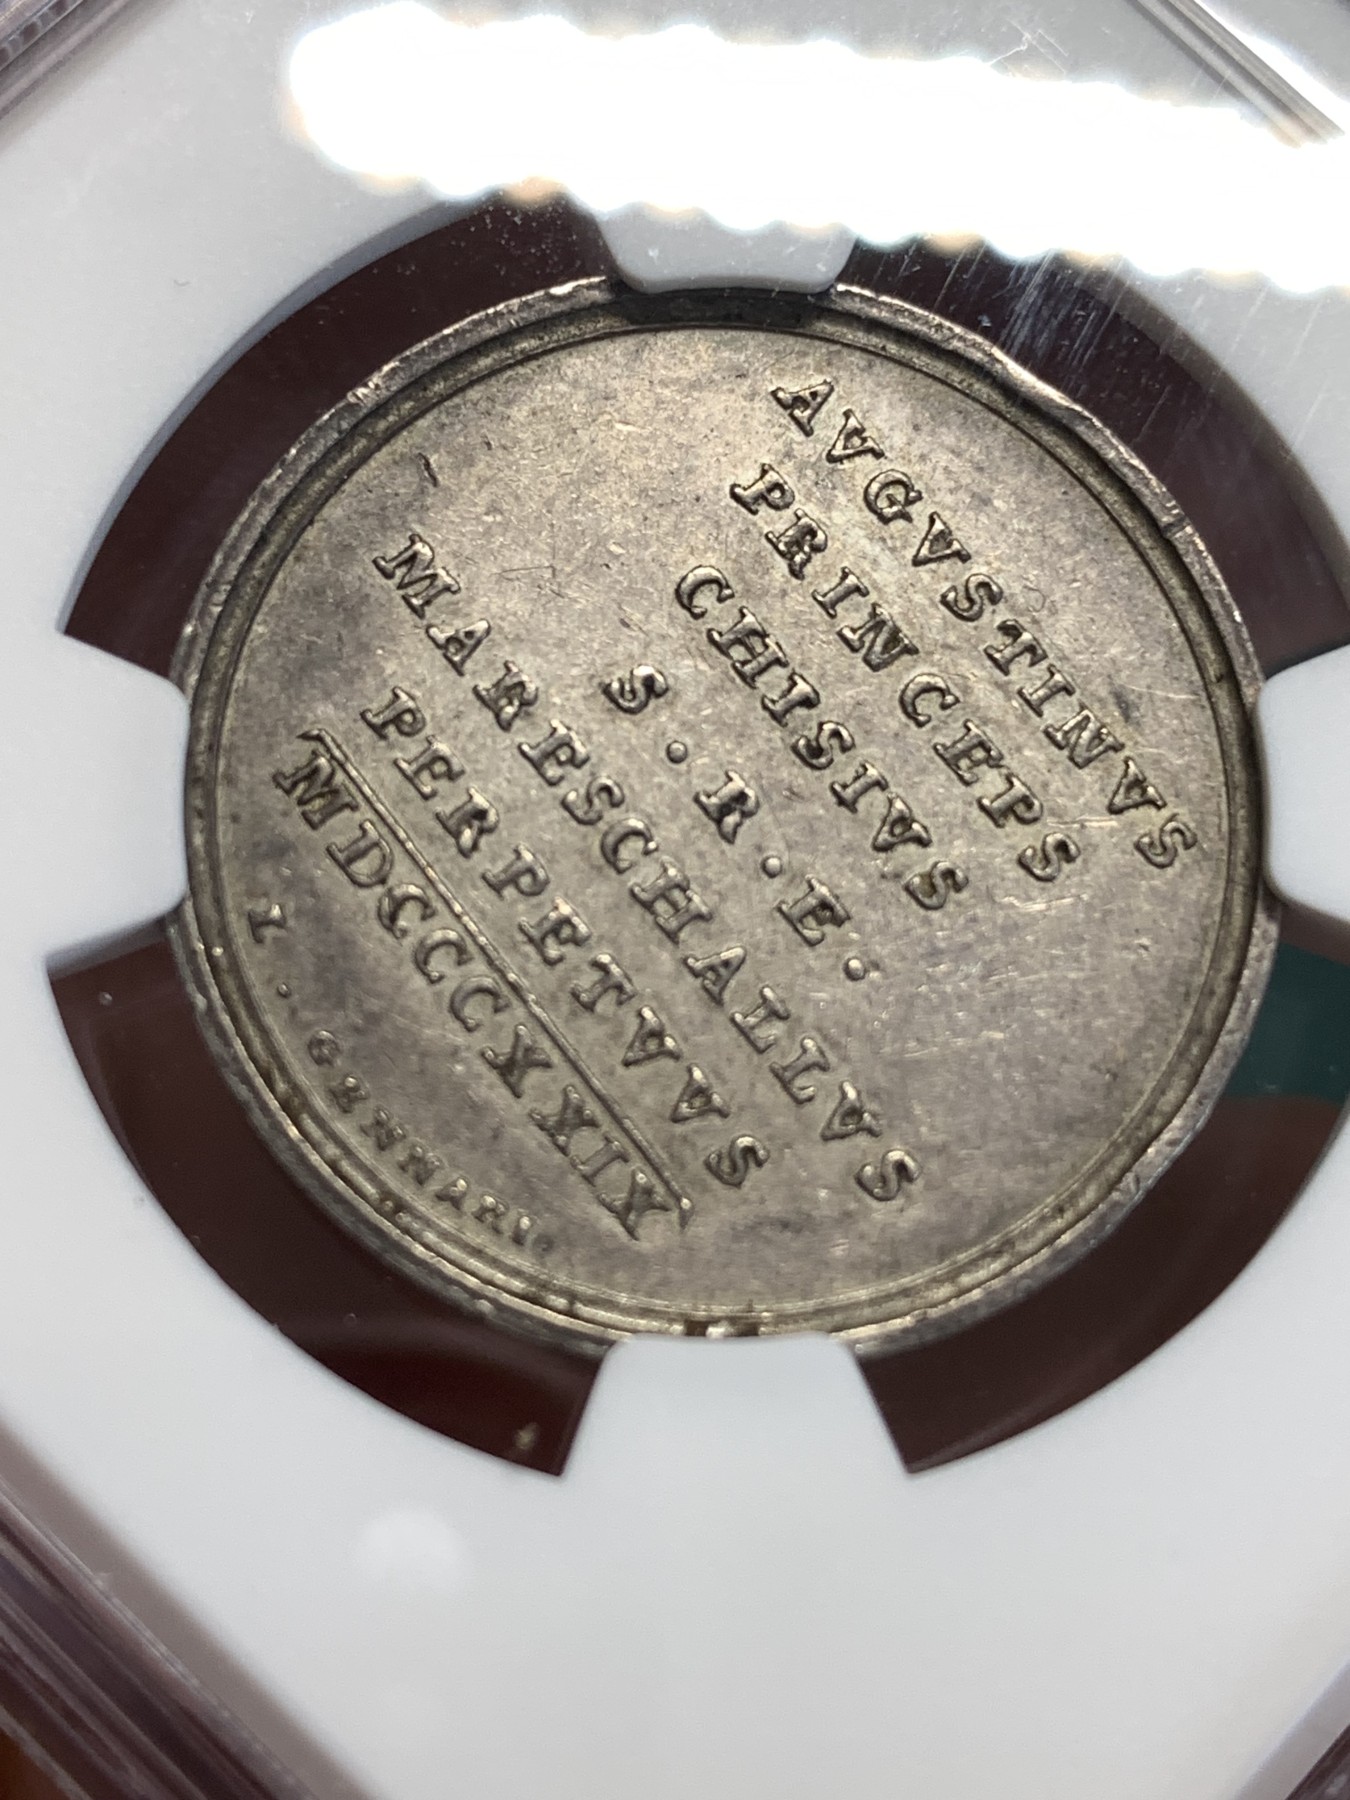 AVGVSTINVS
PRINCEPS
CHISIVS
S.R.E.
MARESCHALLVS
PERPETVVS
MDCCCXXIX
I. GENNARI.